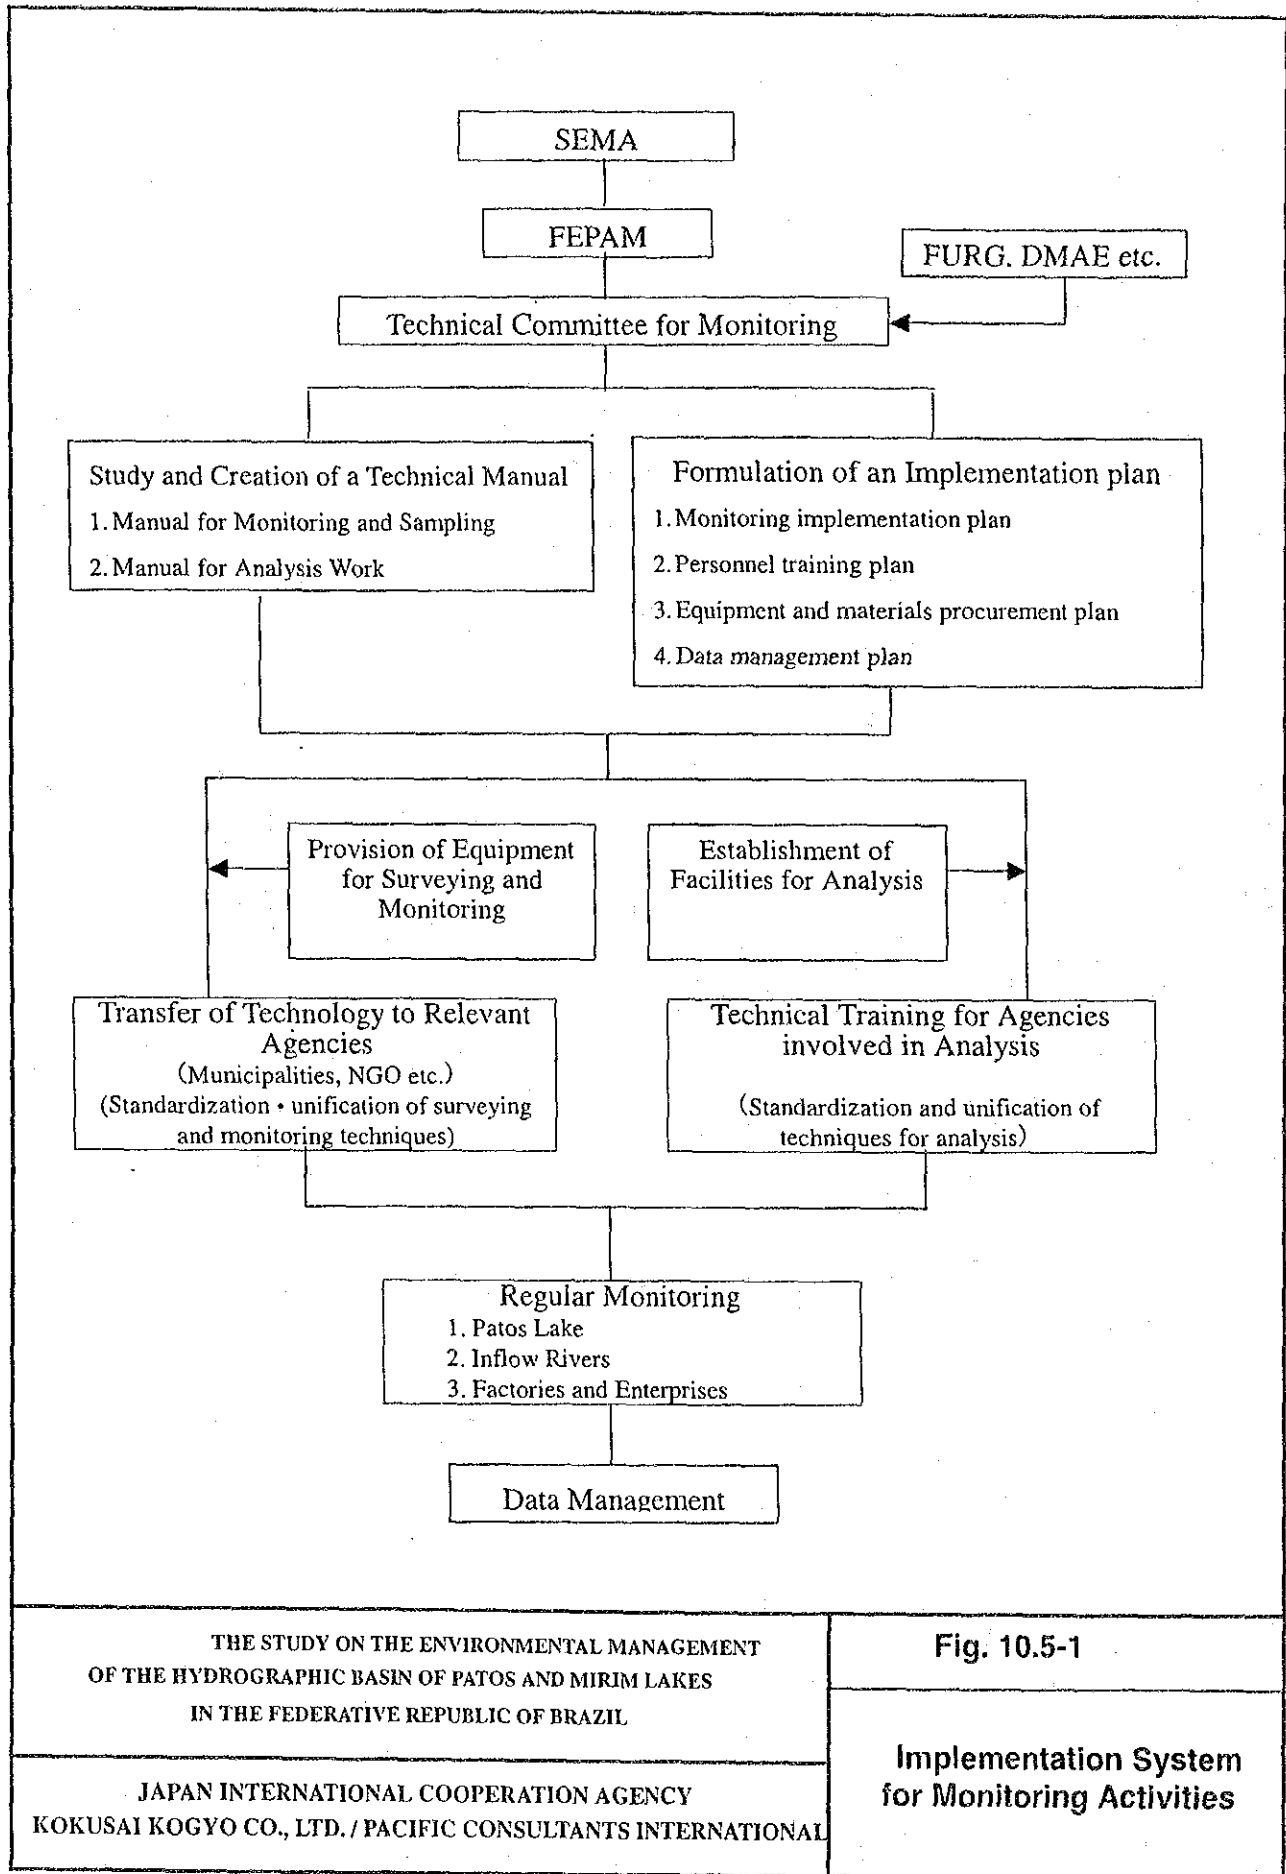 SEMA
FEPAM
FURG. DMAE etc.
Technical Committee for Monitoring
Study and Creation of a Technical Manual
1. Manual for Monitoring and Sampling
2. Manual for Analysis Work
Formulation of an Implementation plan
1. Monitoring implementation plan
2. Personnel training plan
3. Equipment and materials procurement plan
4. Data management plan
Provision of Equipment
for Surveying and
Monitoring
Establishment of
Facilities for Analysis
Transfer of Technology to Relevant
Agencies
(Municipalities, NGO etc.)
(Standardization・unification of surveying
and monitoring techniques)
Technical Training for Agencies
involved in Analysis
(Standardization and unification of
techniques for analysis)
Regular Monitoring
1. Patos Lake
2. Inflow Rivers
3. Factories and Enterprises
Data Management
THE STUDY ON THE ENVIRONMENTAL MANAGEMENT
OF THE HYDROGRAPHIC BASIN OF PATOS AND MIRIM LAKES
IN THE FEDERATIVE REPUBLIC OF BRAZIL
JAPAN INTERNATIONAL COOPERATION AGENCY
KOKUSAI KOGYO CO., LTD. / PACIFIC CONSULTANTS INTERNATIONAL
Fig. 10.5-1
Implementation System
for Monitoring Activities